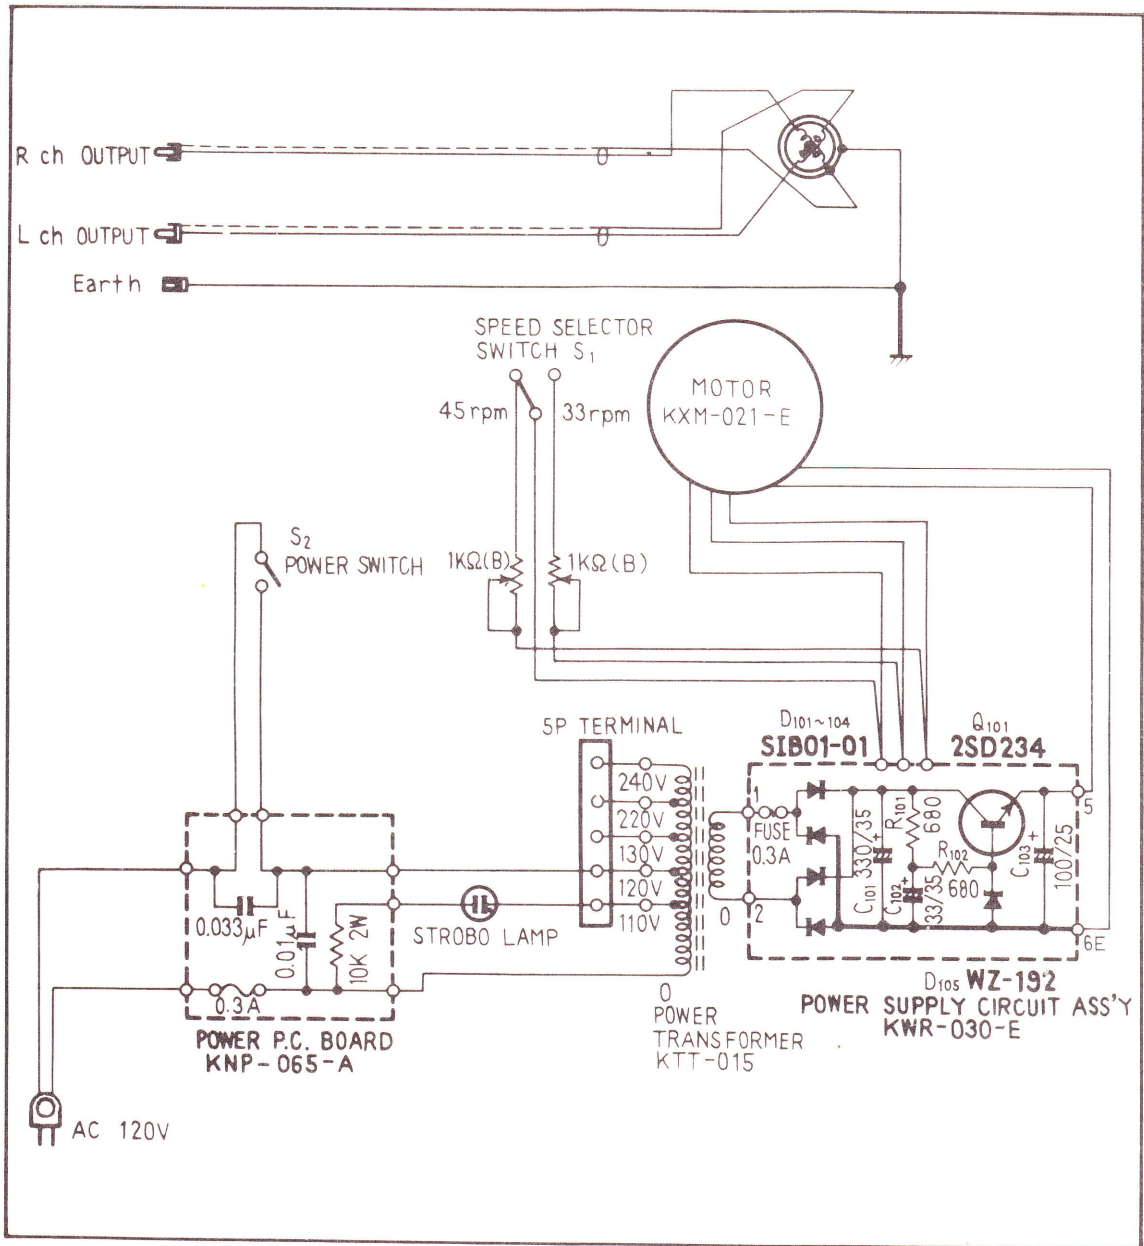 R ch OUTPUT
L ch OUTPUT
Earth
SPEED SELECTOR
SWITCH S1
45rpm
33rpm
MOTOR
KXM-021-E
S2
POWER SWITCH
1KΩ(B)
1KΩ(B)
5P TERMINAL
240V
220V
130V
120V
110V
0
POWER
TRANSFORMER
KTT-015
D101~104
SIB01-01
Q101
2SD234
1
FUSE
0.3A
0
2
C101 330/35
+
R101 680
C102 33/35
+
R102
680
C103 100/25
+
5
6E
D105 WZ-192
POWER SUPPLY CIRCUIT ASS'Y
KWR-030-E
0.033μF
0.01μF
10K 2W
0.3A
STROBO LAMP
POWER P.C. BOARD
KNP-065-A
AC 120V